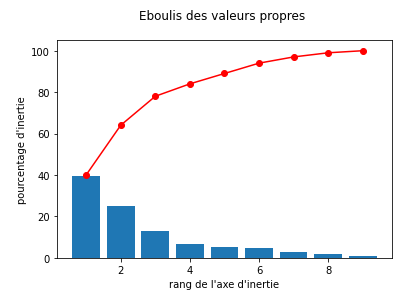 Eboulis des valeurs propres
100
80
60
40
20
0
pourcentage d'inertie
2 4 6 8
rang de l'axe d'inertie